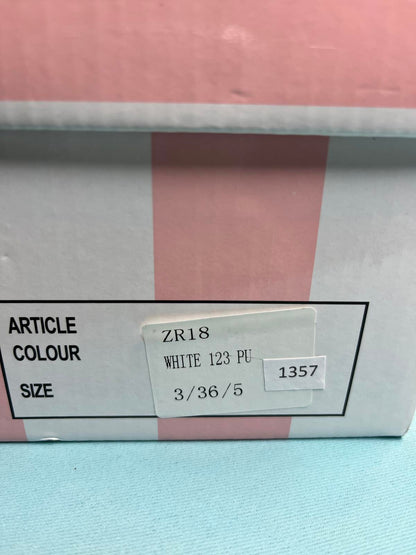 ARTICLE ZR18
COLOUR WHITE 123 PU
1357
SIZE 3/36/5